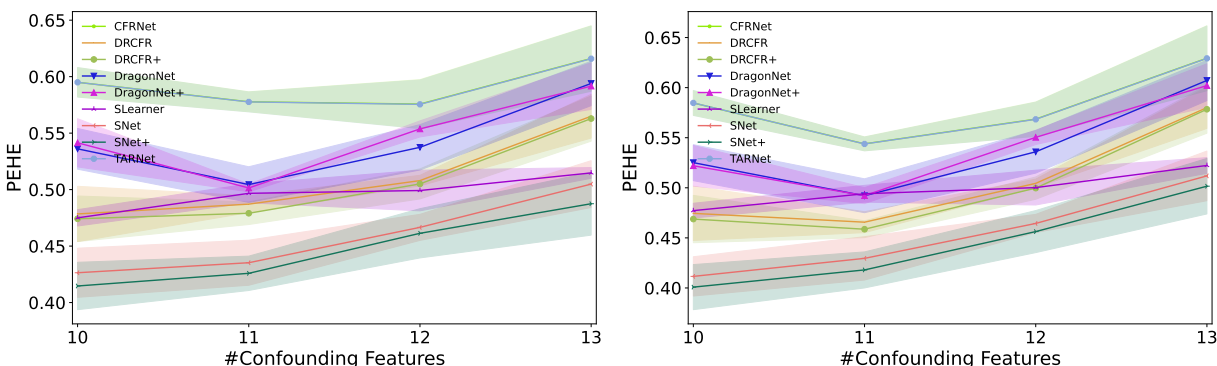 0.65
0.60
0.55
0.50
0.45
0.40
PEHE
CFRNet
DRCFR
DRCFR+
DragonNet
DragonNet+
SLearner
SNet
SNet+
TARNet
10
11
12
13
#Confounding Features
0.65
0.60
0.55
0.50
0.45
0.40
PEHE
CFRNet
DRCFR
DRCFR+
DragonNet
DragonNet+
SLearner
SNet
SNet+
TARNet
10
11
12
13
#Confounding Features